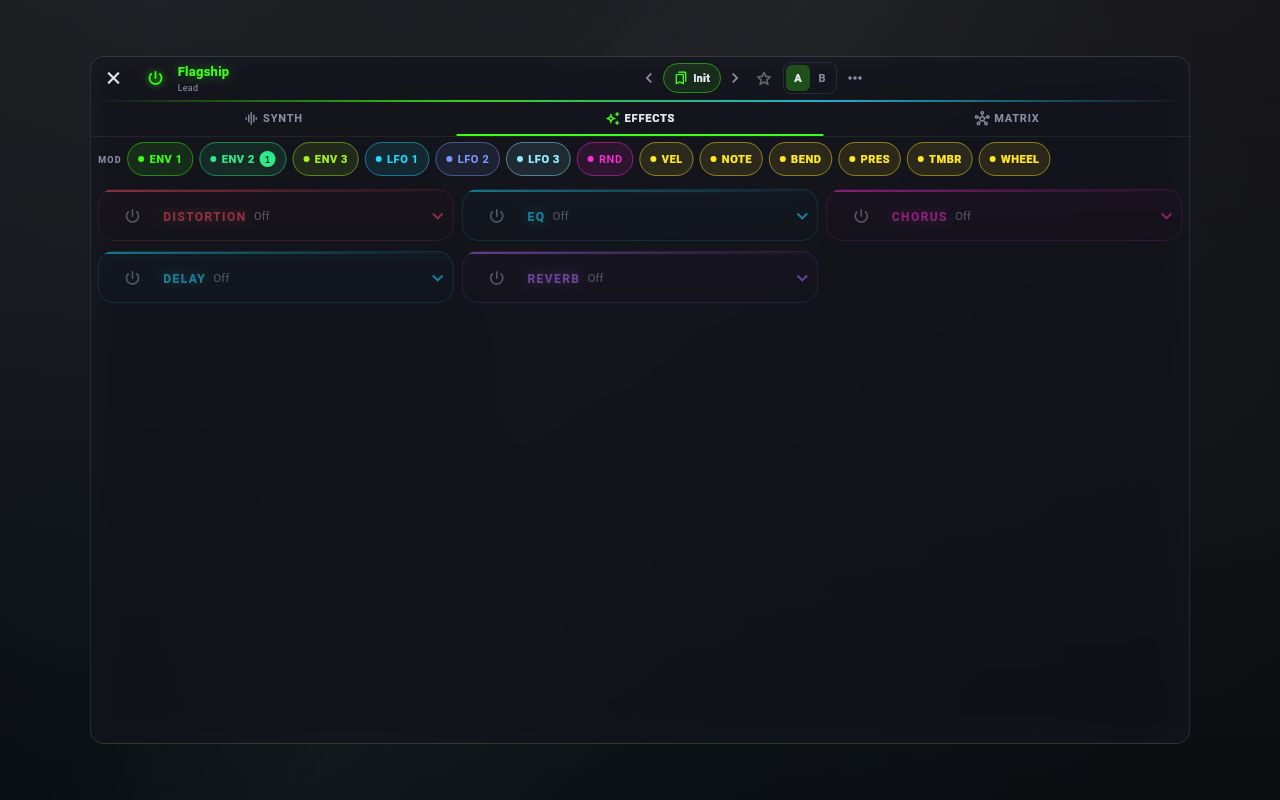 Flagship
Lead
Init
A B
SYNTH
EFFECTS
MATRIX
MOD ENV 1 ENV 2 1 ENV 3 LFO 1 LFO 2 LFO 3 RND VEL NOTE BEND PRES TMBR WHEEL
DISTORTION Off
EQ Off
CHORUS Off
DELAY Off
REVERB Off